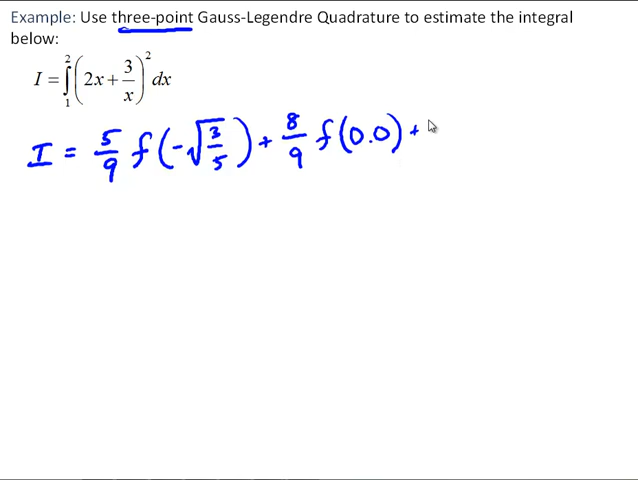 Example: Use three-point Gauss-Legendre Quadrature to estimate the integral
below:
I = ∫₁² (2x + 3/x)² dx
I = 5/9 f(-√(3/5)) + 8/9 f(0.0) +